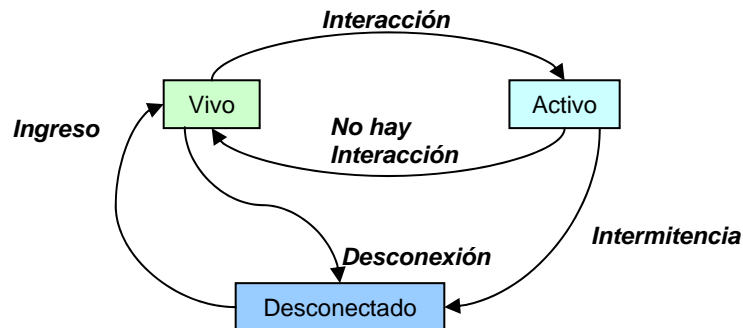 Interacción
Vivo
Activo
Ingreso
No hay
Interacción
Intermitencia
Desconexión
Desconectado